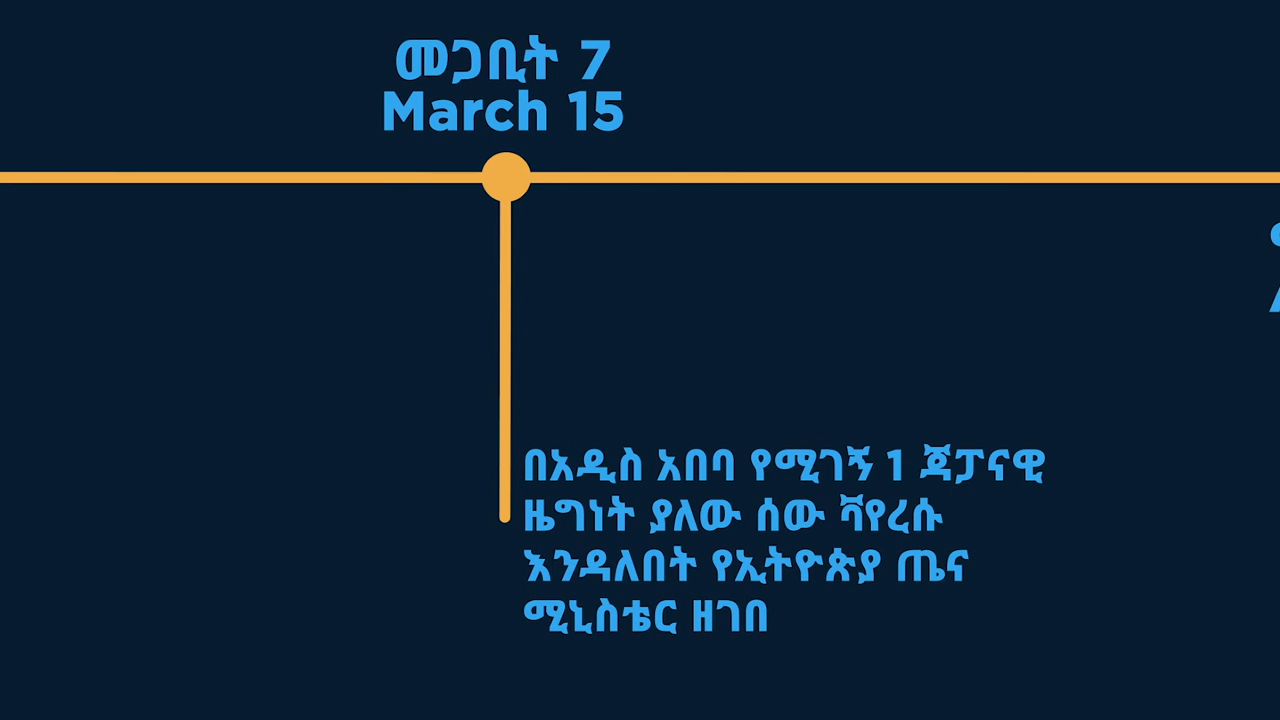 መጋቢት 7
March 15
በአዲስ አበባ የሚገኝ 1 ጃፓናዊ
ዜግነት ያለው ሰው ቫየረሱ
እንዳለበት የኢትዮጵያ ጤና
ሚኒስቴር ዘገበ